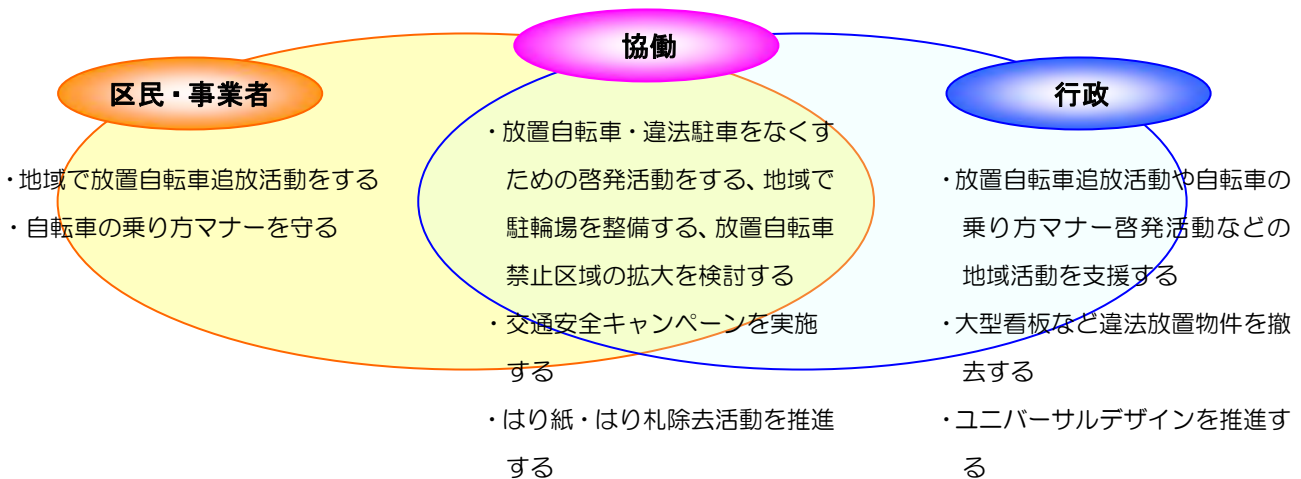 協働
区民・事業者
行政
・地域で放置自転車追放活動をする
・自転車の乗り方マナーを守る
・放置自転車・違法駐車をなくす
ための啓発活動をする、地域で
駐輪場を整備する、放置自転車
禁止区域の拡大を検討する
・交通安全キャンペーンを実施
する
・はり紙・はり札除去活動を推進
する
・放置自転車追放活動や自転車の
乗り方マナー啓発活動などの
地域活動を支援する
・大型看板など違法放置物件を撤
去する
・ユニバーサルデザインを推進す
る